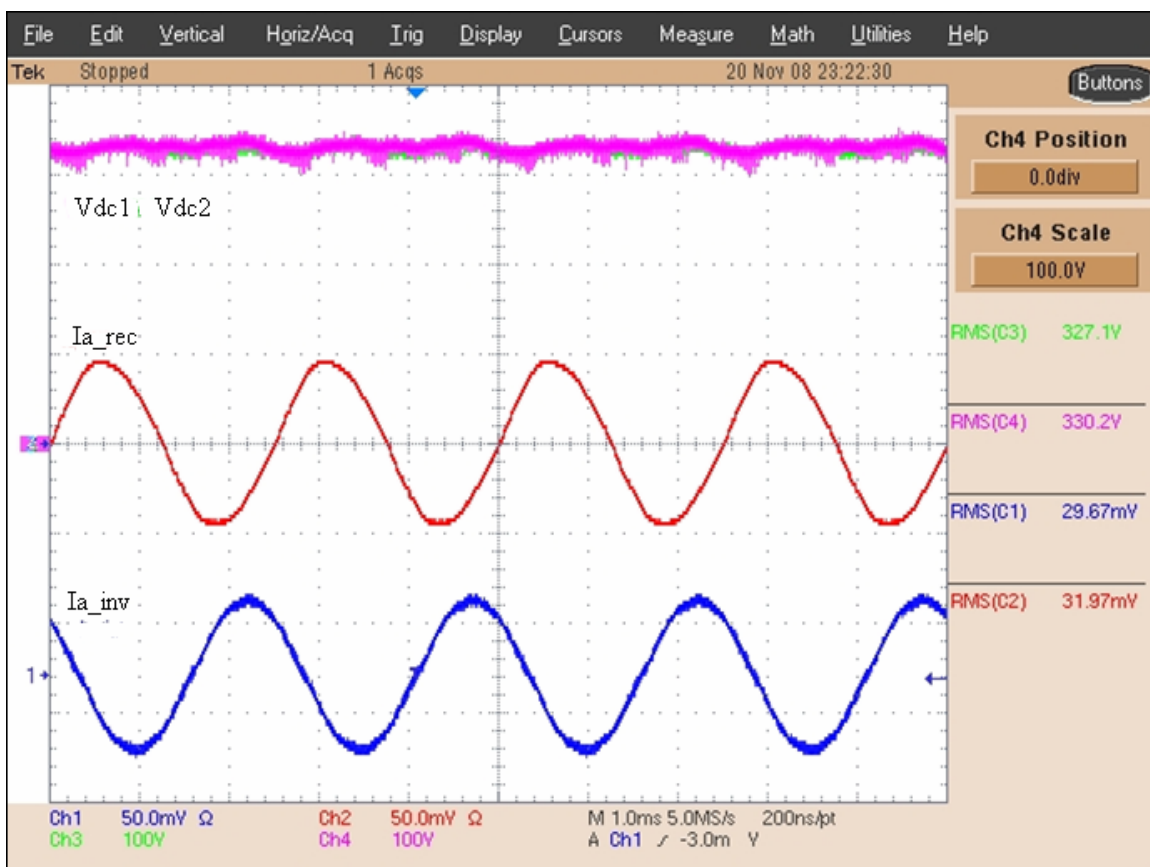 File Edit Vertical Horiz/Acq Trig Display Cursors Measure Math Utilities Help
Tek Stopped 1 Acqs 20 Nov 08 23:22:30
Buttons
Ch4 Position
0.0div
Ch4 Scale
100.0V
Vdc1 Vdc2
Ia_rec
RMS(C3) 327.1V
RMS(C4) 330.2V
RMS(C1) 29.67mV
Ia_inv
RMS(C2) 31.97mV
1
Ch1 50.0mV Ω Ch2 50.0mV Ω M 1.0ms 5.0MS/s 200ns/pt
Ch3 100V Ch4 100V A Ch1 / -3.0m V